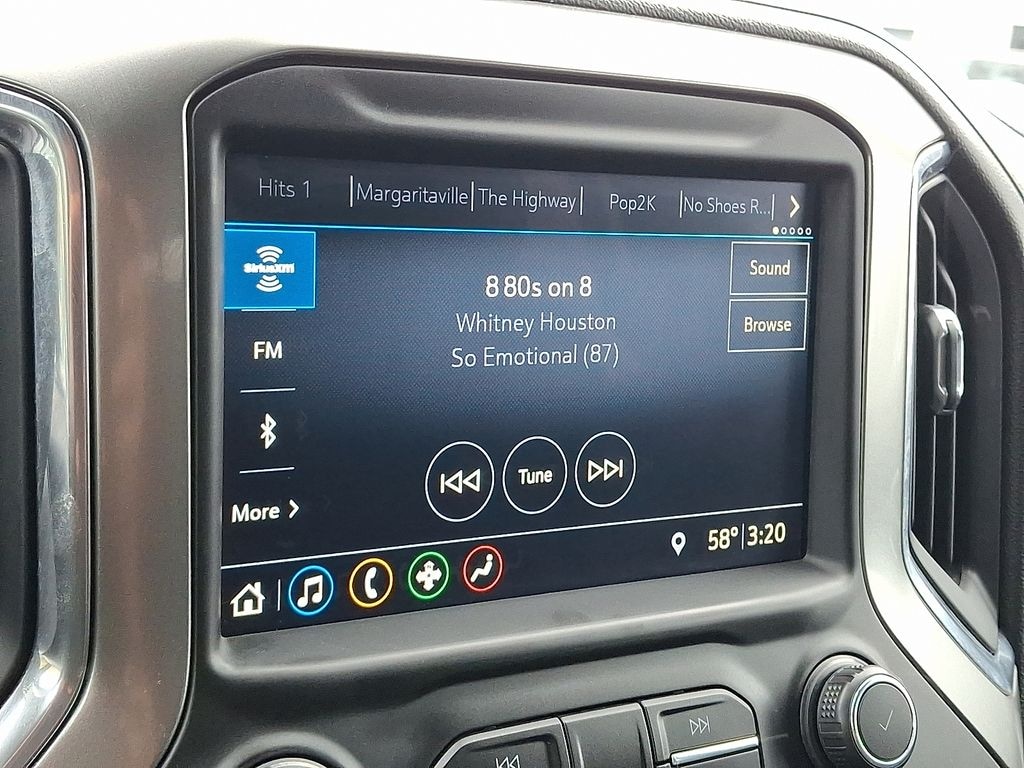 Hits 1 Margaritaville The Highway Pop2K No Shoes R...
SiriusXM
Sound
8 80s on 8
Whitney Houston
Browse
FM
So Emotional (87)
Tune
More
58° 3:20